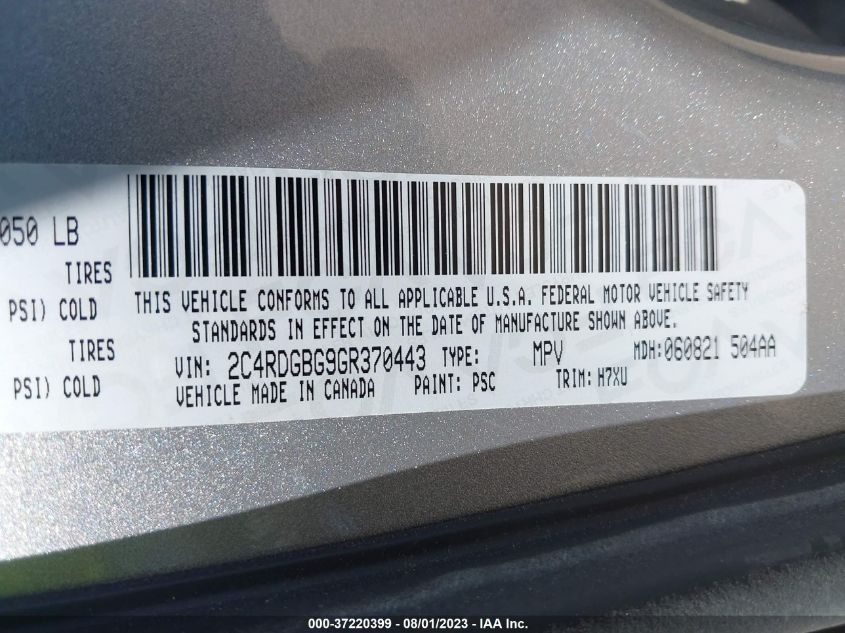 050 LB
TIRES
PSI) COLD
TIRES
PSI) COLD
THIS VEHICLE CONFORMS TO ALL APPLICABLE U.S.A. FEDERAL MOTOR VEHICLE SAFETY
STANDARDS IN EFFECT ON THE DATE OF MANUFACTURE SHOWN ABOVE.
VIN: 2C4RDGBG9GR370443 TYPE: MPV MDH:060821 504AA
VEHICLE MADE IN CANADA PAINT: PSC TRIM: H7XU
000-37220399 - 08/01/2023 - IAA Inc.